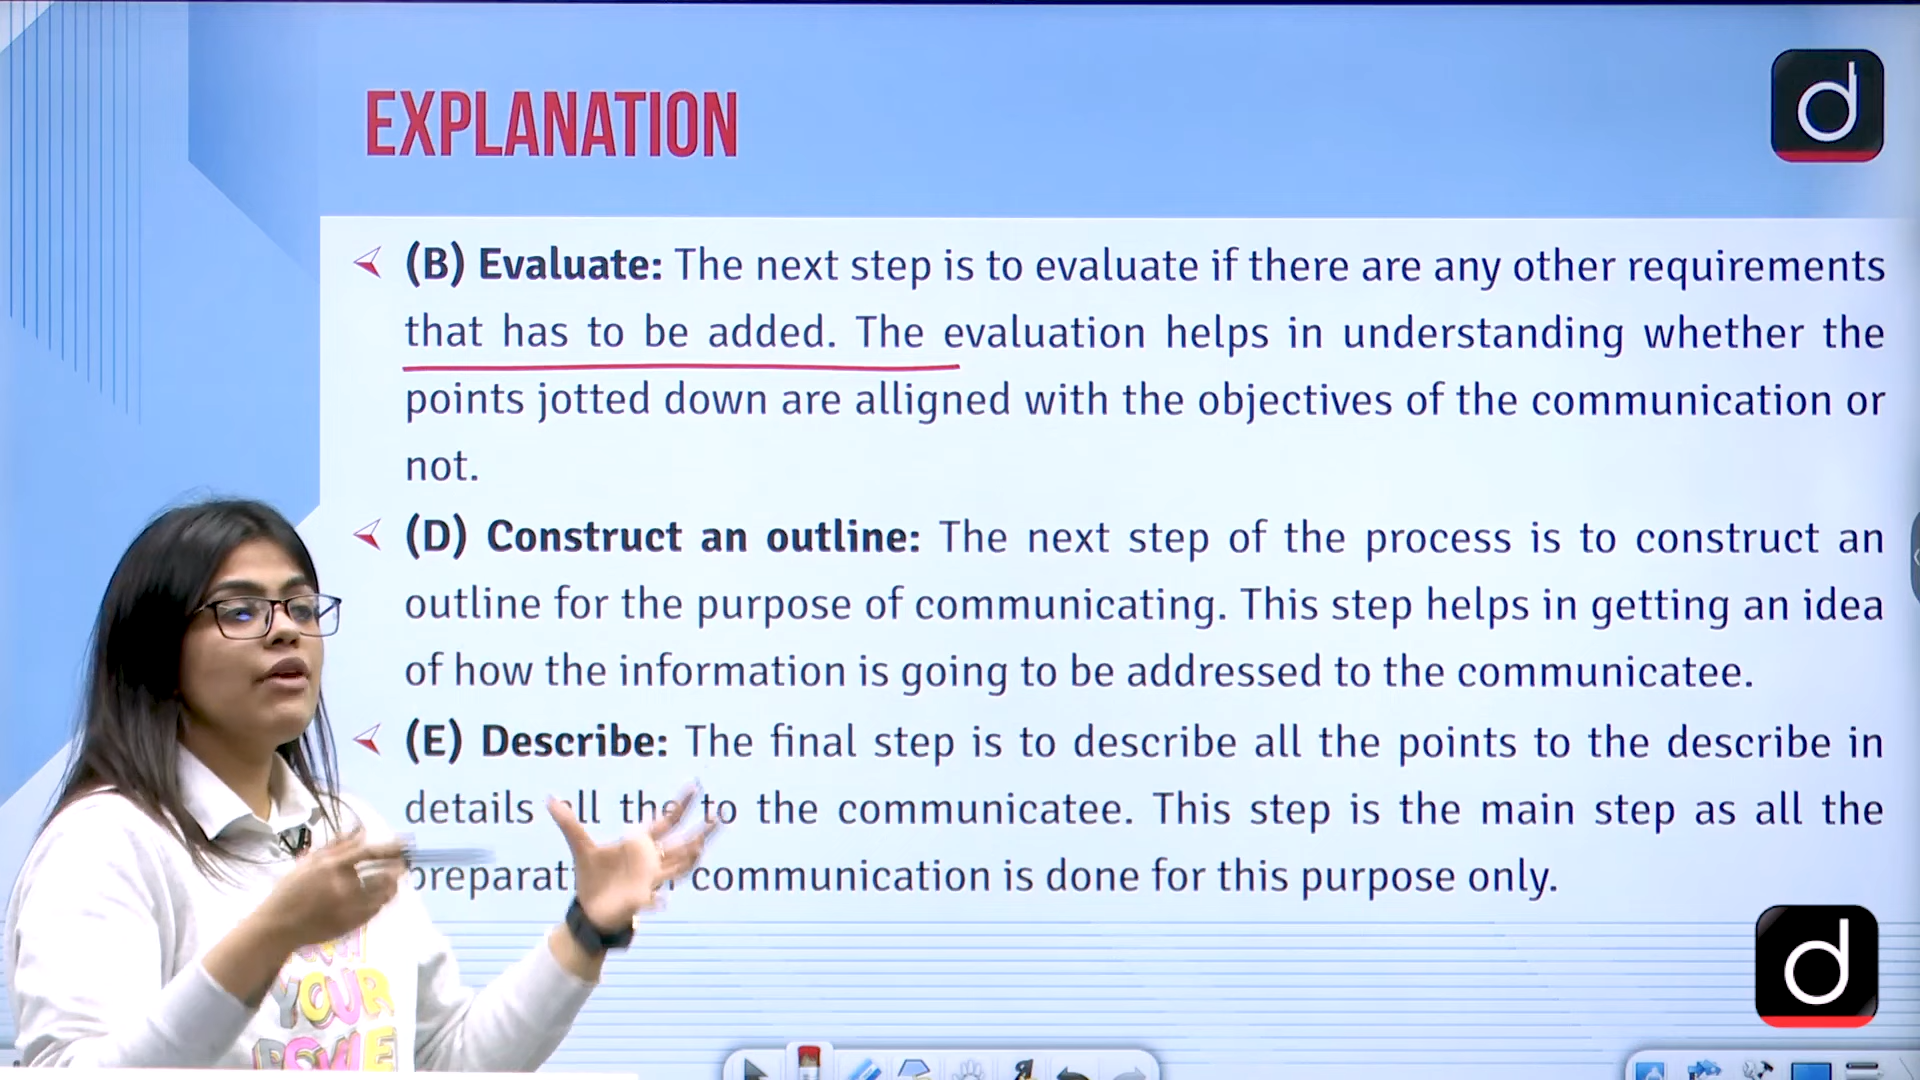 EXPLANATION
d
(B) Evaluate: The next step is to evaluate if there are any other requirements
that has to be added. The evaluation helps in understanding whether the
points jotted down are alligned with the objectives of the communication or
not.
(D) Construct an outline: The next step of the process is to construct an
outline for the purpose of communicating. This step helps in getting an idea
of how the information is going to be addressed to the communicatee.
(E) Describe: The final step is to describe all the points to the describe in
details all the to the communicatee. This step is the main step as all the
communication is done for this purpose only.
d
YOUR